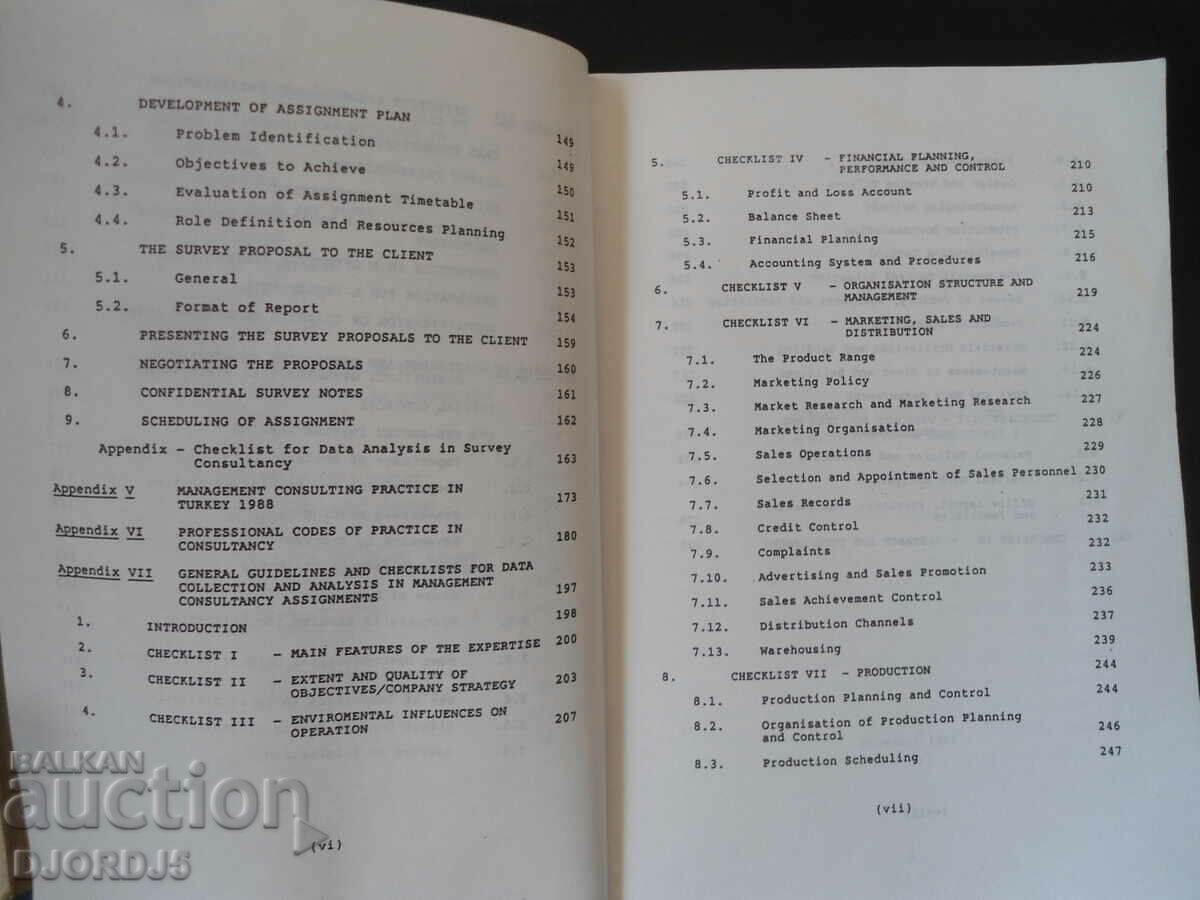 4. DEVELOPMENT OF ASSIGNMENT PLAN
4.1. Problem Identification 149
4.2. Objectives to Achieve 149
4.3. Evaluation of Assignment Timetable 150
4.4. Role Definition and Resources Planning 151
5. THE SURVEY PROPOSAL TO THE CLIENT 152
5.1. General 153
5.2. Format of Report 153
154
6. PRESENTING THE SURVEY PROPOSALS TO THE CLIENT 159
7. NEGOTIATING THE PROPOSALS 160
8. CONFIDENTIAL SURVEY NOTES 161
9. SCHEDULING OF ASSIGNMENT 162
Appendix - Checklist for Data Analysis in Survey
Consultancy 163
Appendix V MANAGEMENT CONSULTING PRACTICE IN
TURKEY 1988 173
Appendix VI PROFESSIONAL CODES OF PRACTICE IN
CONSULTANCY 180
Appendix VII GENERAL GUIDELINES AND CHECKLISTS FOR DATA
COLLECTION AND ANALYSIS IN MANAGEMENT
CONSULTANCY ASSIGNMENTS 197
1. INTRODUCTION 198
2. CHECKLIST I - MAIN FEATURES OF THE EXPERTISE 200
3. CHECKLIST II - EXTENT AND QUALITY OF
OBJECTIVES/COMPANY STRATEGY 203
4. CHECKLIST III - ENVIROMENTAL INFLUENCES ON
OPERATION 207
(vi)
5. CHECKLIST IV - FINANCIAL PLANNING,
PERFORMANCE AND CONTROL 210
5.1. Profit and Loss Account 210
5.2. Balance Sheet 213
5.3. Financial Planning 215
5.4. Accounting System and Procedures 216
6. CHECKLIST V - ORGANISATION STRUCTURE AND
MANAGEMENT 219
7. CHECKLIST VI - MARKETING, SALES AND
DISTRIBUTION 224
7.1. The Product Range 224
7.2. Marketing Policy 226
7.3. Market Research and Marketing Research 227
7.4. Marketing Organisation 228
7.5. Sales Operations 229
7.6. Selection and Appointment of Sales Personnel 230
7.7. Sales Records 231
7.8. Credit Control 232
7.9. Complaints 232
7.10. Advertising and Sales Promotion 233
7.11. Sales Achievement Control 236
7.12. Distribution Channels 237
7.13. Warehousing 239
8. CHECKLIST VII - PRODUCTION 244
8.1. Production Planning and Control 244
8.2. Organisation of Production Planning
and Control 246
8.3. Production Scheduling 247
(vii)
BALKAN
auction
DJORDJ5